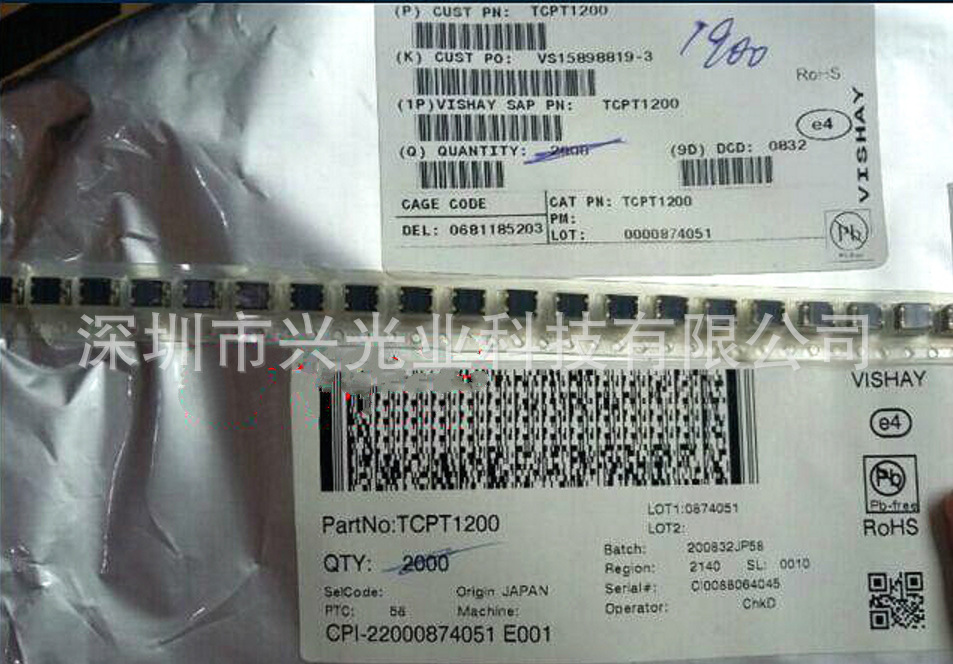 (P) CUST PN: TCPT1200
1900
(K) CUST PO: VS15898819-3
RoHS
(1P)VISHAY SAP PN: TCPT1200
e4
VISHAY
(Q) QUANTITY: 2000
(9D) DCD: 0832
CAGE CODE
CAT PN: TCPT1200
PM:
DEL: 0681185203
LOT: 0000874051
Pb
深圳市兴光业科技有限公司
VISHAY
e4
Pb
Pb-free
RoHS
PartNo:TCPT1200
LOT1:0874051
LOT2:
QTY: 2000
Batch: 200832JP58
Region: 2140 SL: 0010
SelCode: Origin JAPAN
Serial#: CI0088064045
PTC: 58 Machine:
Operator: ChkD
CPI-22000874051 E001